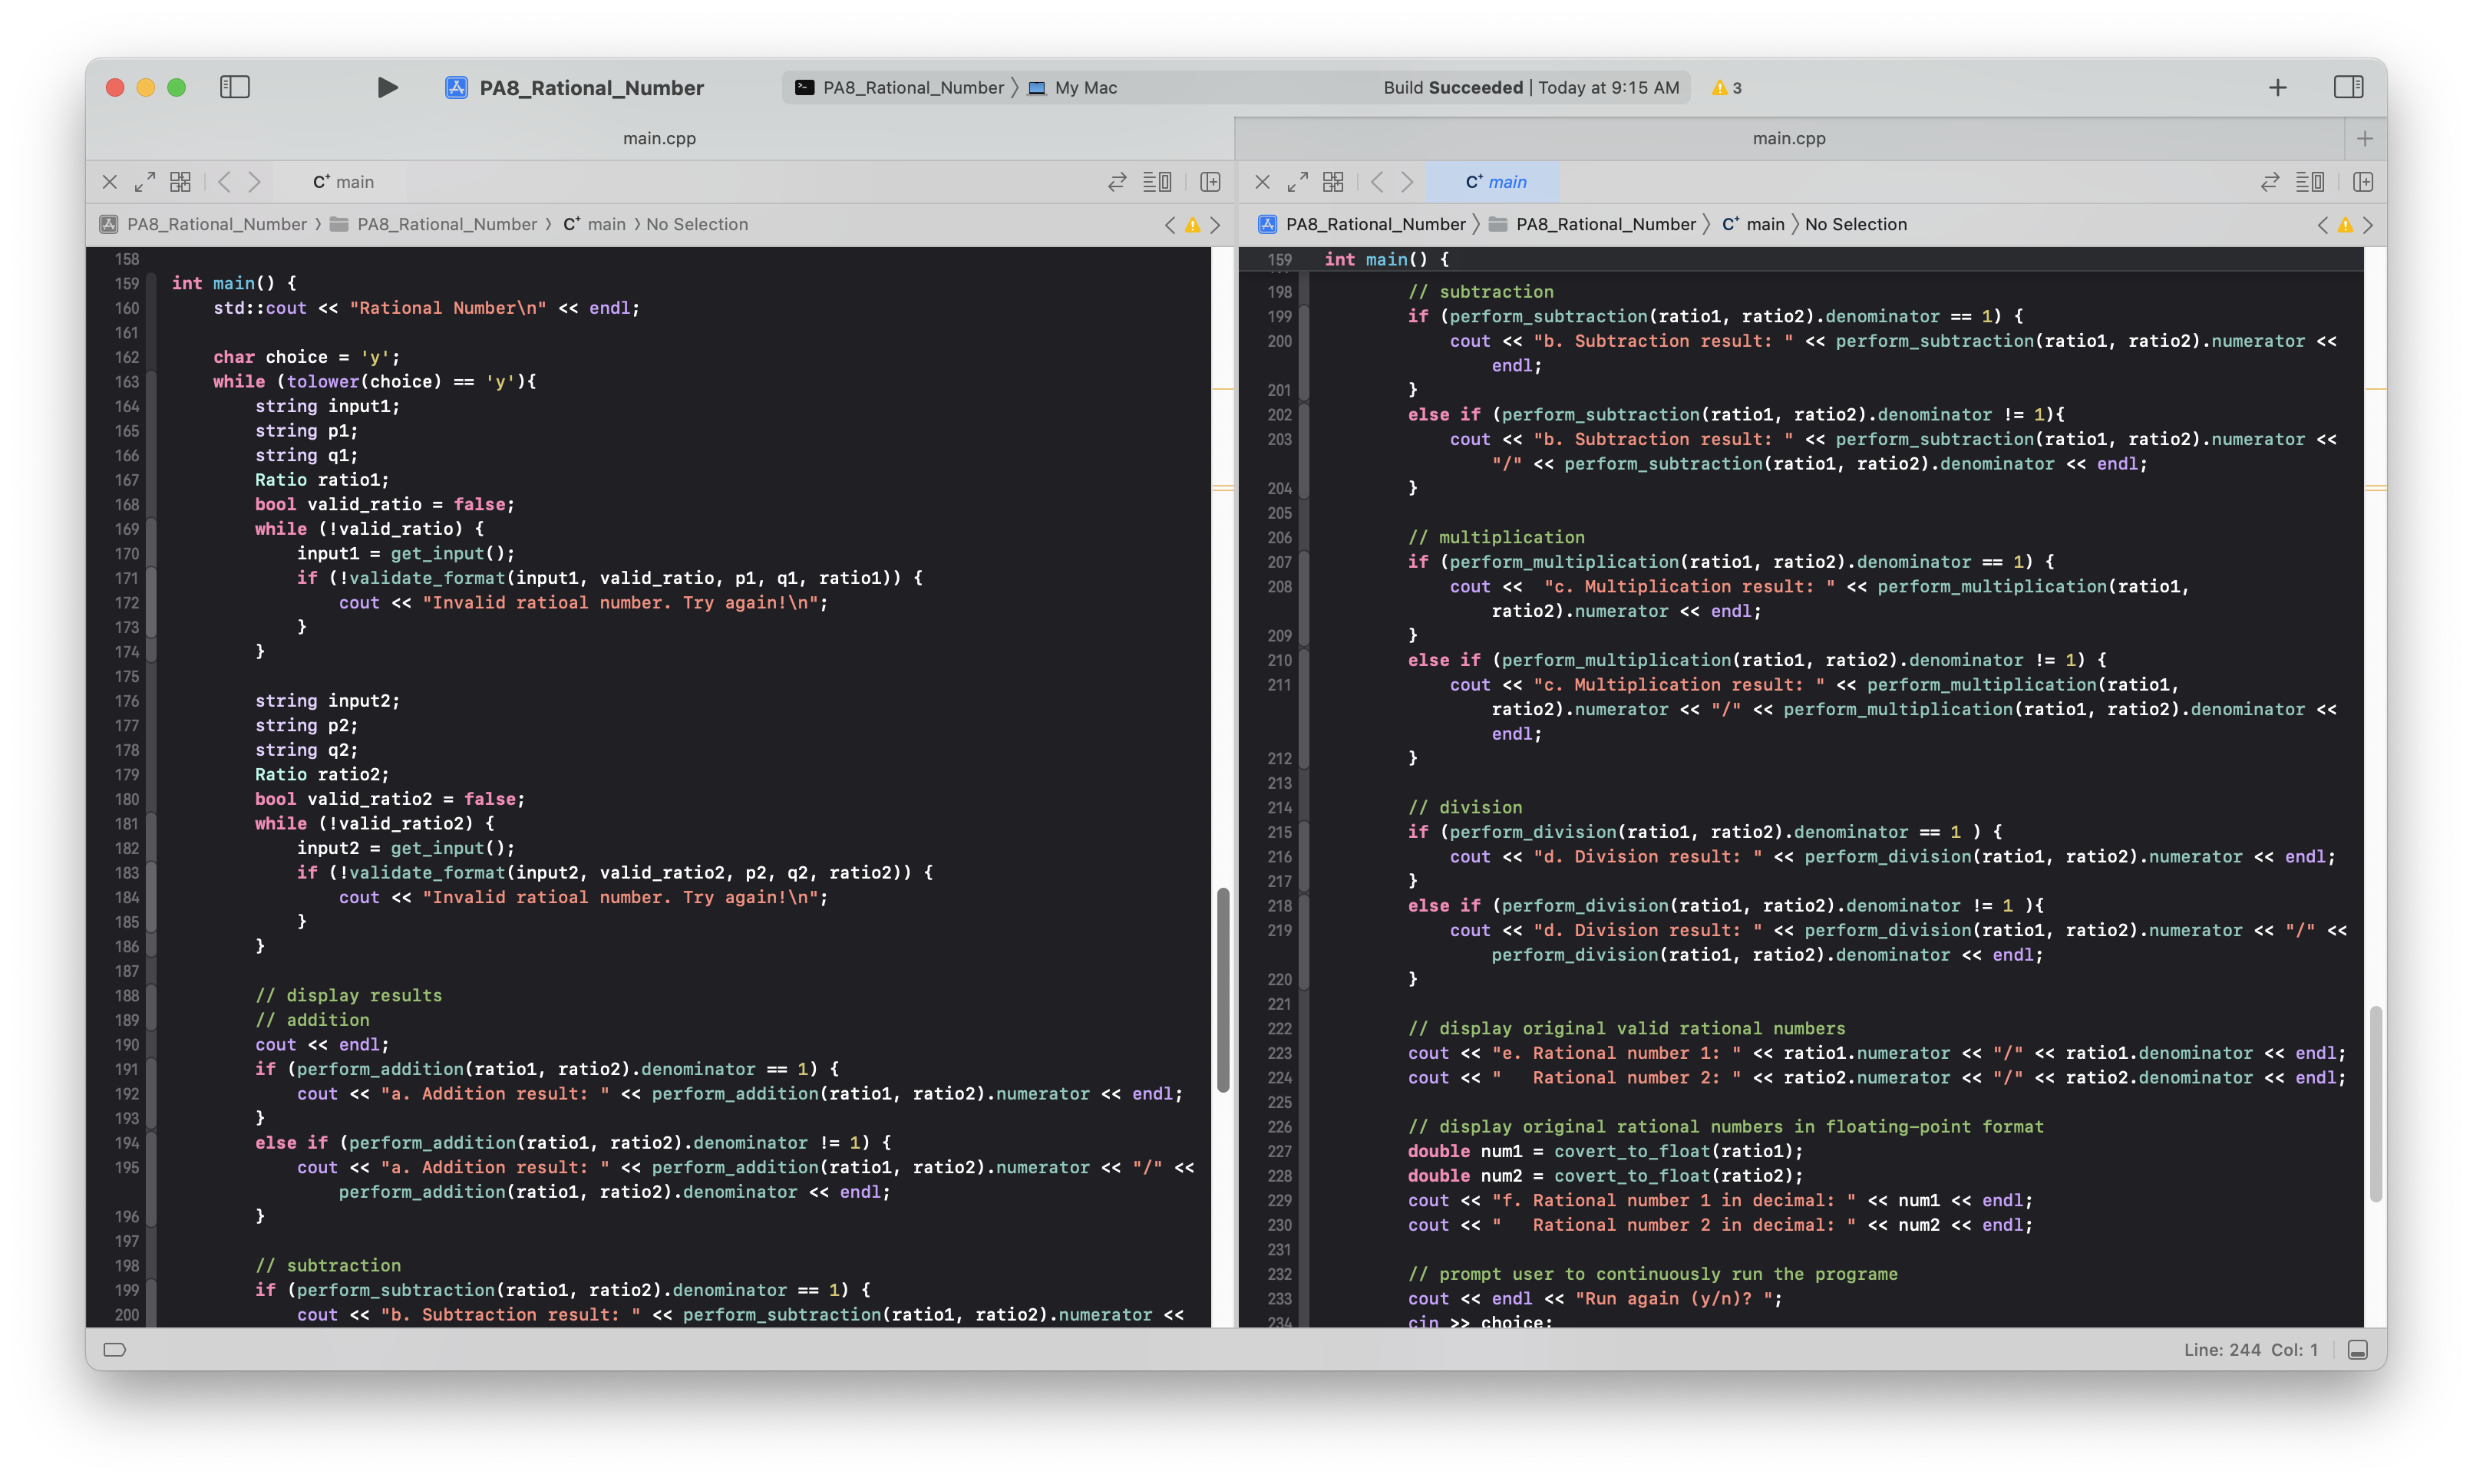 PA8_Rational_Number
PA8_Rational_Number 〉 My Mac
Build Succeeded | Today at 9:15 AM
3
main.cpp
main.cpp
C+ main
C+ main
PA8_Rational_Number 〉 PA8_Rational_Number 〉 C+ main 〉 No Selection
PA8_Rational_Number 〉 PA8_Rational_Number 〉 C+ main 〉 No Selection
158
159 int main() {
160     std::cout << "Rational Number\n" << endl;
161
162     char choice = 'y';
163     while (tolower(choice) == 'y'){
164         string input1;
165         string p1;
166         string q1;
167         Ratio ratio1;
168         bool valid_ratio = false;
169         while (!valid_ratio) {
170             input1 = get_input();
171             if (!validate_format(input1, valid_ratio, p1, q1, ratio1)) {
172                 cout << "Invalid ratioal number. Try again!\n";
173             }
174         }
175
176         string input2;
177         string p2;
178         string q2;
179         Ratio ratio2;
180         bool valid_ratio2 = false;
181         while (!valid_ratio2) {
182             input2 = get_input();
183             if (!validate_format(input2, valid_ratio2, p2, q2, ratio2)) {
184                 cout << "Invalid ratioal number. Try again!\n";
185             }
186         }
187
188         // display results
189         // addition
190         cout << endl;
191         if (perform_addition(ratio1, ratio2).denominator == 1) {
192             cout << "a. Addition result: " << perform_addition(ratio1, ratio2).numerator << endl;
193         }
194         else if (perform_addition(ratio1, ratio2).denominator != 1) {
195             cout << "a. Addition result: " << perform_addition(ratio1, ratio2).numerator << "/" <<
                perform_addition(ratio1, ratio2).denominator << endl;
196         }
197
198         // subtraction
199         if (perform_subtraction(ratio1, ratio2).denominator == 1) {
200             cout << "b. Subtraction result: " << perform_subtraction(ratio1, ratio2).numerator <<
159 int main() {
198         // subtraction
199         if (perform_subtraction(ratio1, ratio2).denominator == 1) {
200             cout << "b. Subtraction result: " << perform_subtraction(ratio1, ratio2).numerator <<
                endl;
201         }
202         else if (perform_subtraction(ratio1, ratio2).denominator != 1){
203             cout << "b. Subtraction result: " << perform_subtraction(ratio1, ratio2).numerator <<
                "/" << perform_subtraction(ratio1, ratio2).denominator << endl;
204         }
205
206         // multiplication
207         if (perform_multiplication(ratio1, ratio2).denominator == 1) {
208             cout <<  "c. Multiplication result: " << perform_multiplication(ratio1,
                ratio2).numerator << endl;
209         }
210         else if (perform_multiplication(ratio1, ratio2).denominator != 1) {
211             cout << "c. Multiplication result: " << perform_multiplication(ratio1,
                ratio2).numerator << "/" << perform_multiplication(ratio1, ratio2).denominator <<
                endl;
212         }
213
214         // division
215         if (perform_division(ratio1, ratio2).denominator == 1 ) {
216             cout << "d. Division result: " << perform_division(ratio1, ratio2).numerator << endl;
217         }
218         else if (perform_division(ratio1, ratio2).denominator != 1 ){
219             cout << "d. Division result: " << perform_division(ratio1, ratio2).numerator << "/" <<
                perform_division(ratio1, ratio2).denominator << endl;
220         }
221
222         // display original valid rational numbers
223         cout << "e. Rational number 1: " << ratio1.numerator << "/" << ratio1.denominator << endl;
224         cout << "   Rational number 2: " << ratio2.numerator << "/" << ratio2.denominator << endl;
225
226         // display original rational numbers in floating-point format
227         double num1 = covert_to_float(ratio1);
228         double num2 = covert_to_float(ratio2);
229         cout << "f. Rational number 1 in decimal: " << num1 << endl;
230         cout << "   Rational number 2 in decimal: " << num2 << endl;
231
232         // prompt user to continuously run the programe
233         cout << endl << "Run again (y/n)? ";
234         cin >> choice;
Line: 244 Col: 1